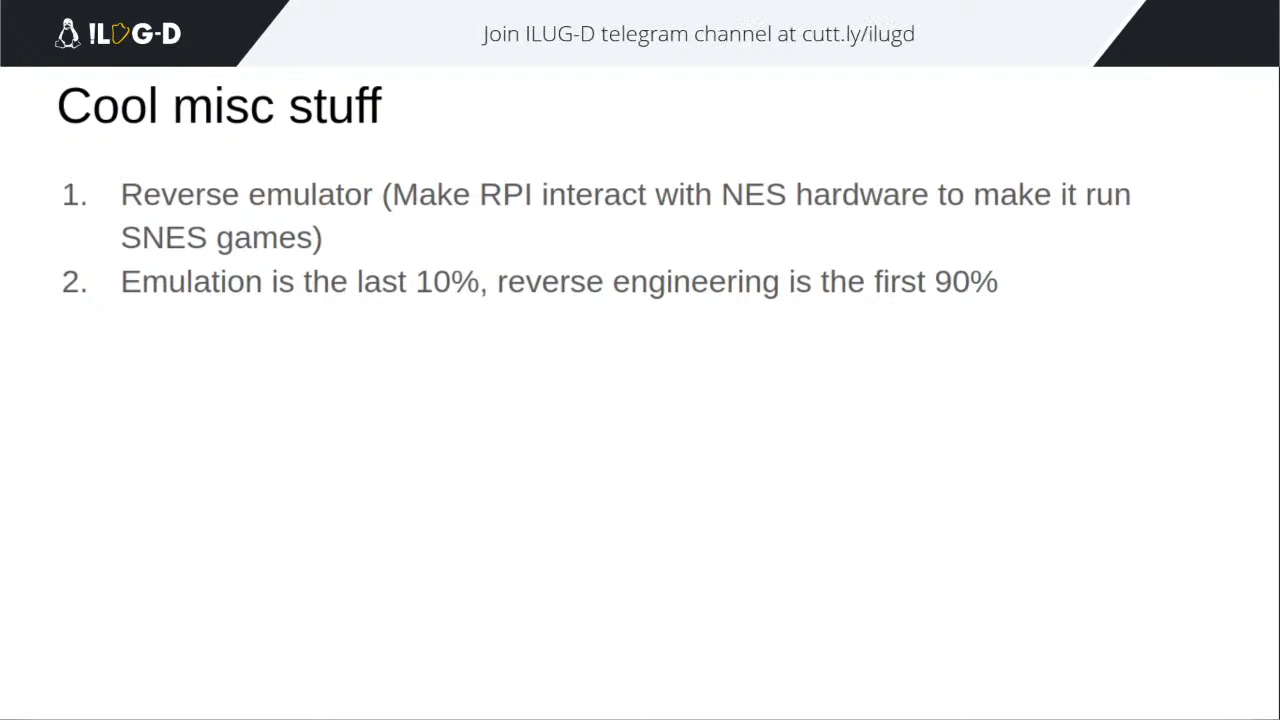 ILUG-D
Join ILUG-D telegram channel at cutt.ly/ilugd
Cool misc stuff
1. Reverse emulator (Make RPI interact with NES hardware to make it run
SNES games)
2. Emulation is the last 10%, reverse engineering is the first 90%